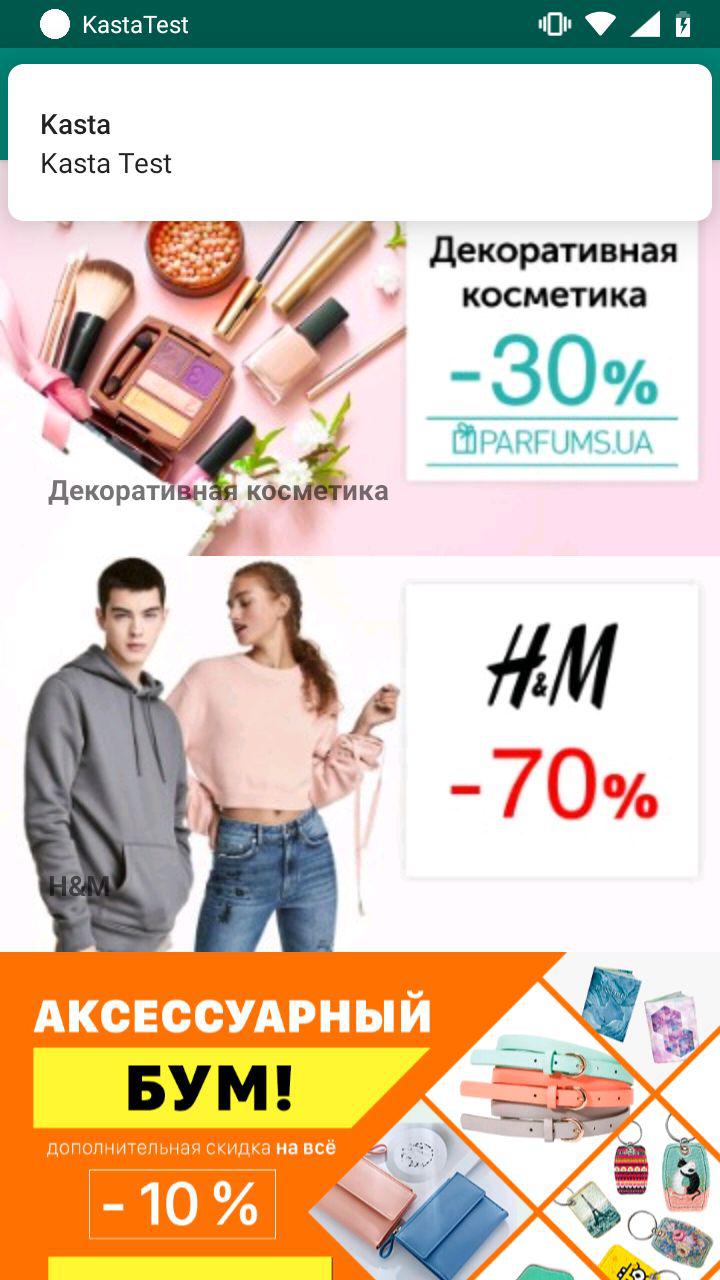 KastaTest
Kasta
Kasta Test
Декоративная
косметика
-30%
PARFUMS.UA
Декоративная косметика
H&M
-70%
H&M
АКСЕССУАРНЫЙ
БУМ!
дополнительная скидка на всё
- 10 %